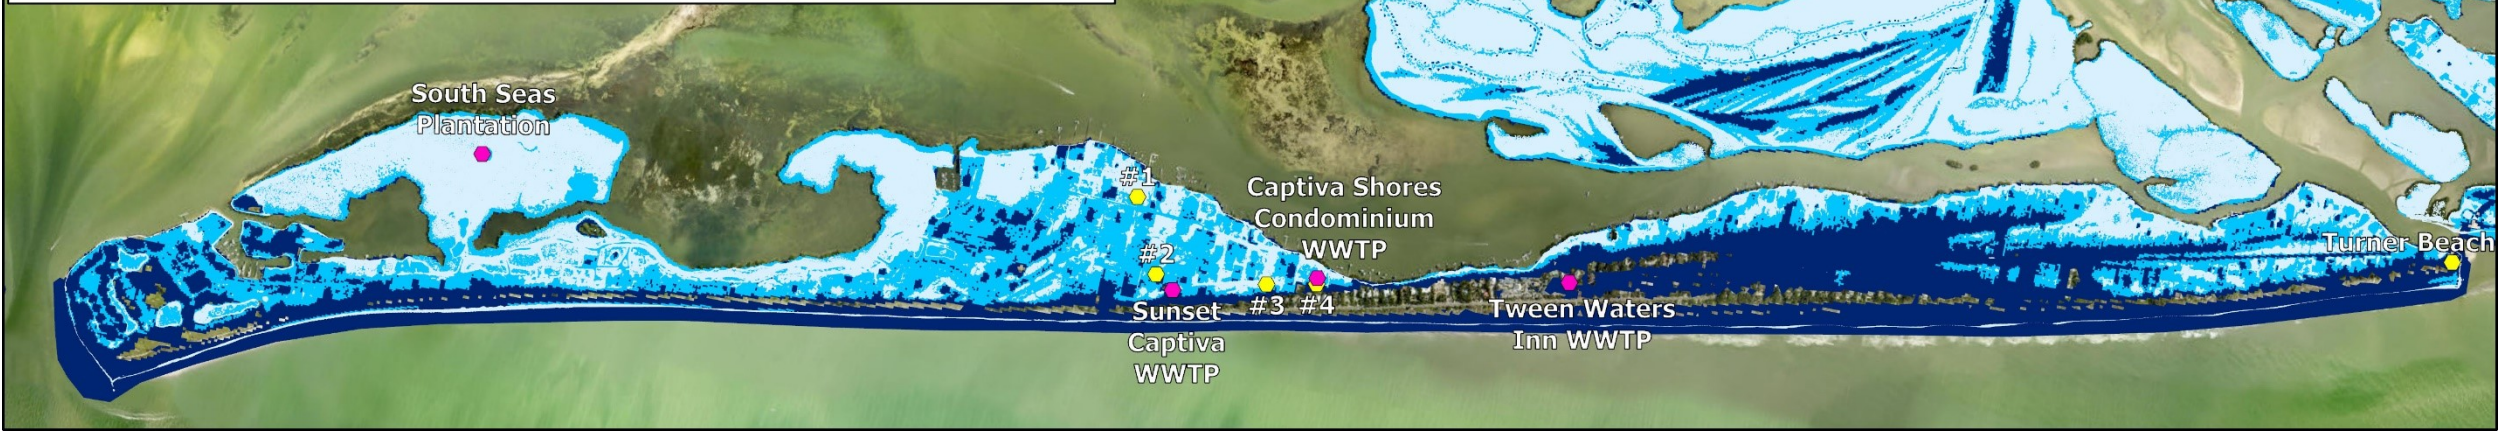 South Seas
Plantation
#1
Captiva Shores
Condominium
WWTP
#2
Turner Beach
Sunset
Captiva
WWTP
#3
#4
Tween Waters
Inn WWTP